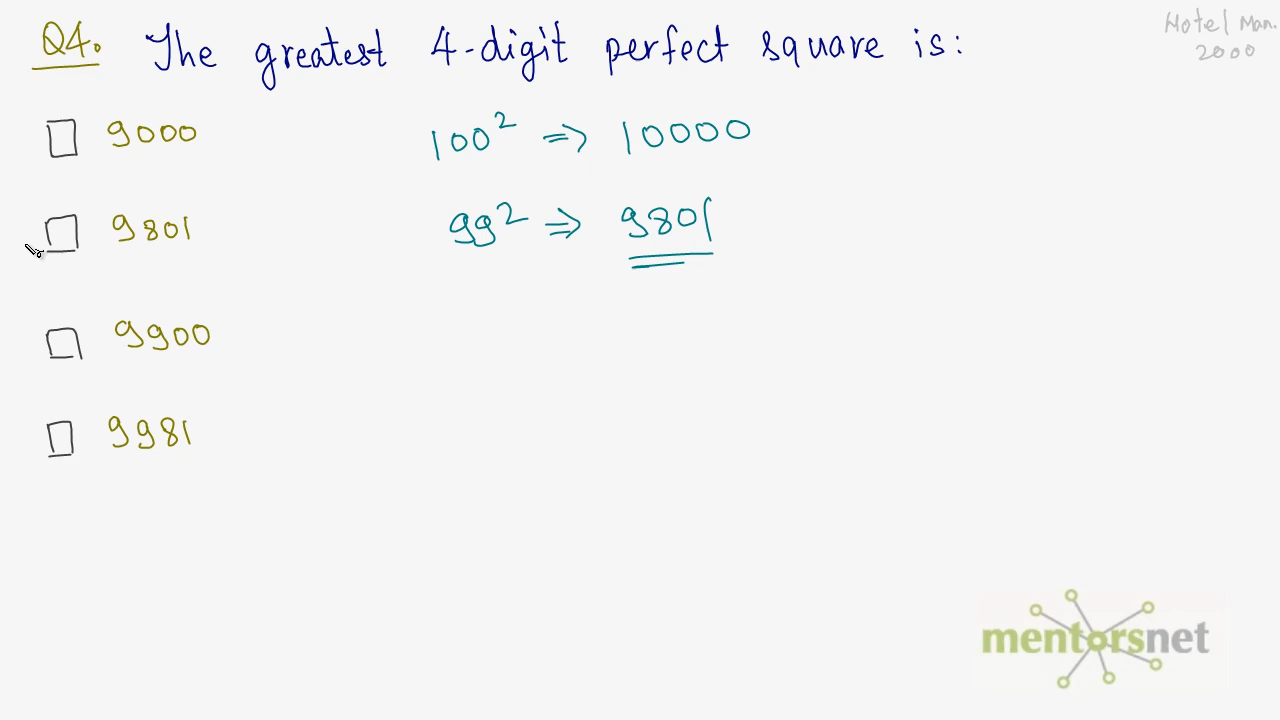 Q4. The greatest 4-digit perfect square is:
Hotel Man.
2000
9000
100² ⇒ 10000
9801
99² ⇒ 9801
9900
9981
mentorsnet